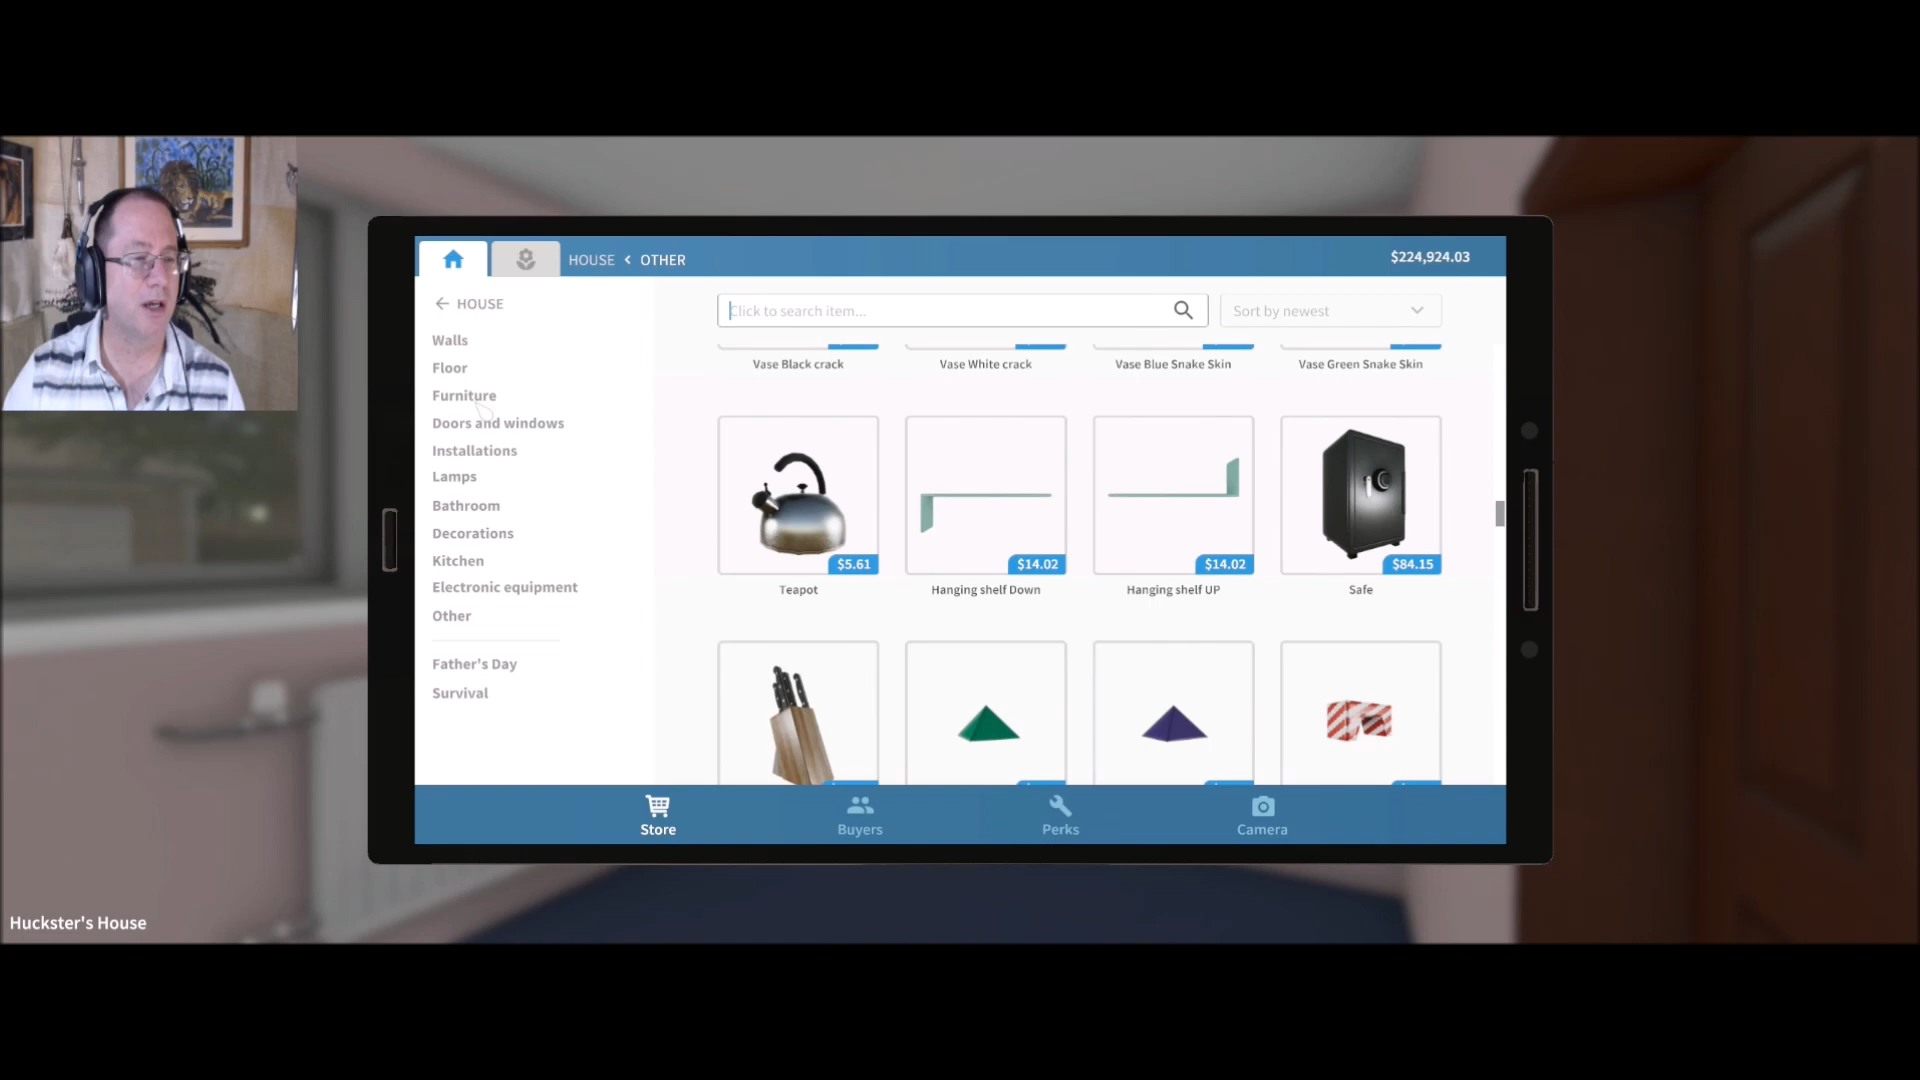 HOUSE < OTHER
$224,924.03
HOUSE
Click to search item...
Sort by newest
Walls
Floor
Furniture
Doors and windows
Installations
Lamps
Bathroom
Decorations
Kitchen
Electronic equipment
Other
Father's Day
Survival
Vase Black crack
Vase White crack
Vase Blue Snake Skin
Vase Green Snake Skin
$5.61
$14.02
$14.02
$84.15
Teapot
Hanging shelf Down
Hanging shelf UP
Safe
Store
Buyers
Perks
Camera
Huckster's House